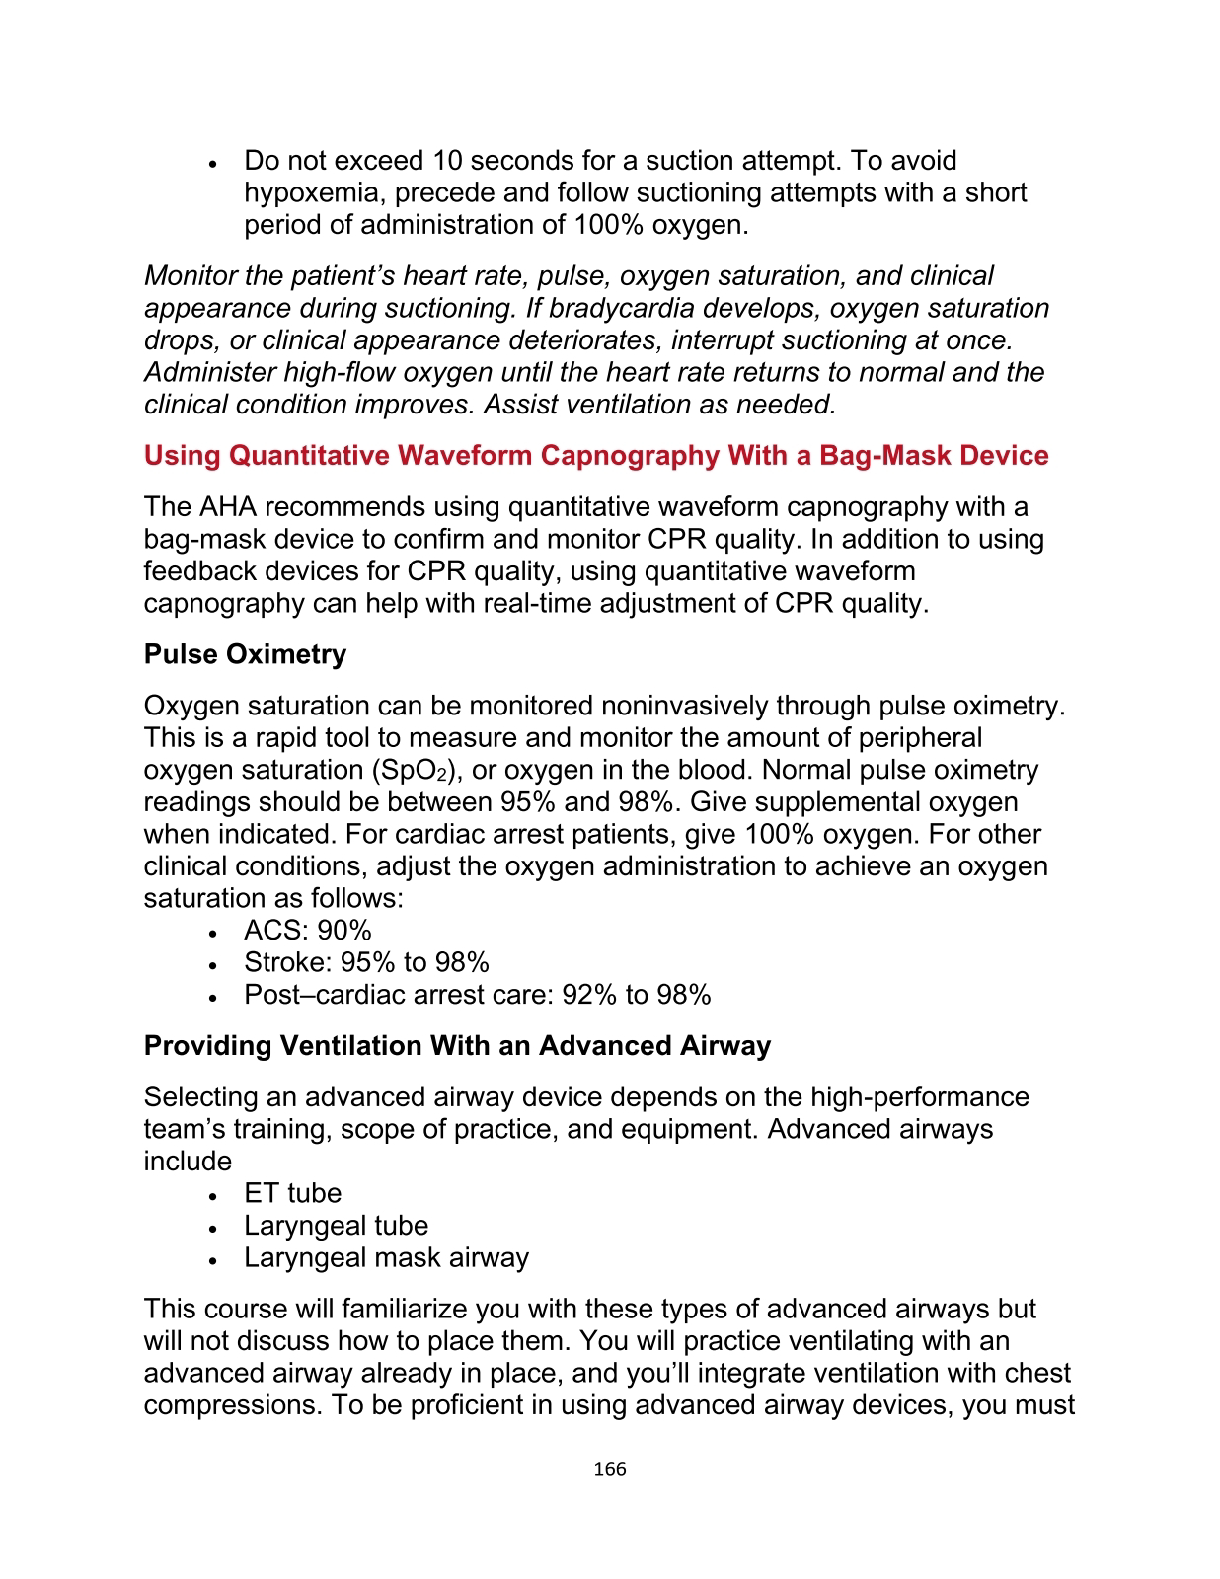 • Do not exceed 10 seconds for a suction attempt. To avoid
hypoxemia, precede and follow suctioning attempts with a short
period of administration of 100% oxygen.
Monitor the patient’s heart rate, pulse, oxygen saturation, and clinical
appearance during suctioning. If bradycardia develops, oxygen saturation
drops, or clinical appearance deteriorates, interrupt suctioning at once.
Administer high-flow oxygen until the heart rate returns to normal and the
clinical condition improves. Assist ventilation as needed.
Using Quantitative Waveform Capnography With a Bag-Mask Device
The AHA recommends using quantitative waveform capnography with a
bag-mask device to confirm and monitor CPR quality. In addition to using
feedback devices for CPR quality, using quantitative waveform
capnography can help with real-time adjustment of CPR quality.
Pulse Oximetry
Oxygen saturation can be monitored noninvasively through pulse oximetry.
This is a rapid tool to measure and monitor the amount of peripheral
oxygen saturation (SpO₂), or oxygen in the blood. Normal pulse oximetry
readings should be between 95% and 98%. Give supplemental oxygen
when indicated. For cardiac arrest patients, give 100% oxygen. For other
clinical conditions, adjust the oxygen administration to achieve an oxygen
saturation as follows:
• ACS: 90%
• Stroke: 95% to 98%
• Post–cardiac arrest care: 92% to 98%
Providing Ventilation With an Advanced Airway
Selecting an advanced airway device depends on the high-performance
team’s training, scope of practice, and equipment. Advanced airways
include
• ET tube
• Laryngeal tube
• Laryngeal mask airway
This course will familiarize you with these types of advanced airways but
will not discuss how to place them. You will practice ventilating with an
advanced airway already in place, and you’ll integrate ventilation with chest
compressions. To be proficient in using advanced airway devices, you must
166